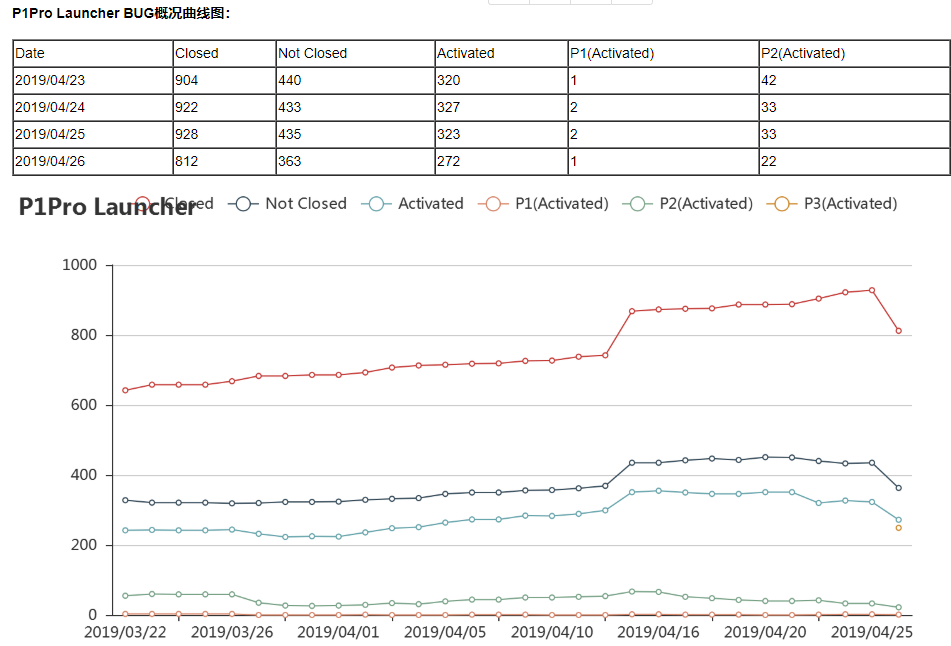 P1Pro Launcher BUG概况曲线图：
Date Closed Not Closed Activated P1(Activated) P2(Activated)
2019/04/23 904 440 320 1 42
2019/04/24 922 433 327 2 33
2019/04/25 928 435 323 2 33
2019/04/26 812 363 272 1 22
P1Pro Launcher
Closed Not Closed Activated P1(Activated) P2(Activated) P3(Activated)
1000
800
600
400
200
0
2019/03/22 2019/03/26 2019/04/01 2019/04/05 2019/04/10 2019/04/16 2019/04/20 2019/04/25